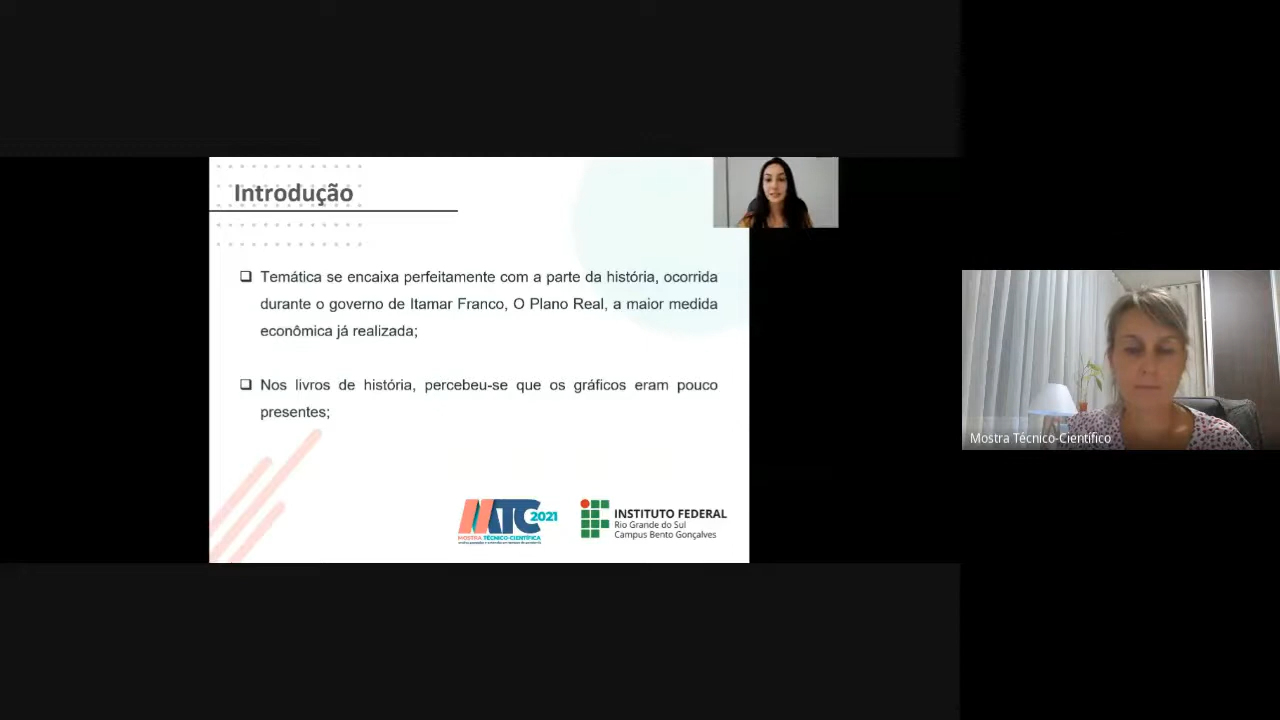 Introdução
Temática se encaixa perfeitamente com a parte da história, ocorrida
durante o governo de Itamar Franco, O Plano Real, a maior medida
econômica já realizada;
Nos livros de história, percebeu-se que os gráficos eram pouco
presentes;
MTC 2021
MOSTRA TÉCNICO-CIENTÍFICA
INSTITUTO FEDERAL
Rio Grande do Sul
Campus Bento Gonçalves
Mostra Técnico-Científico